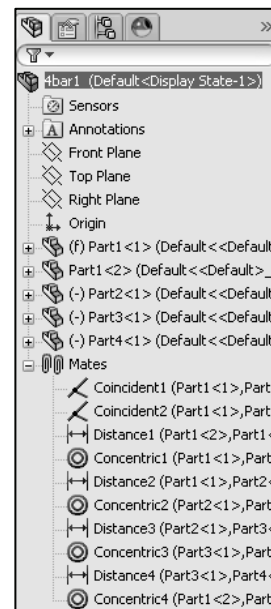 4bar1 (Default<Display State-1>)
Sensors
Annotations
Front Plane
Top Plane
Right Plane
Origin
(f) Part1<1> (Default<<Default
Part1<2> (Default<<Default>_
(-) Part2<1> (Default<<Default
(-) Part3<1> (Default<<Default
(-) Part4<1> (Default<<Default
Mates
Coincident1 (Part1<1>,Part
Coincident2 (Part1<1>,Part
Distance1 (Part1<2>,Part1
Concentric1 (Part1<1>,Part
Distance2 (Part1<1>,Part2<
Concentric2 (Part2<1>,Part
Distance3 (Part2<1>,Part3<
Concentric3 (Part3<1>,Part
Distance4 (Part3<1>,Part4<
Concentric4 (Part1<2>,Part